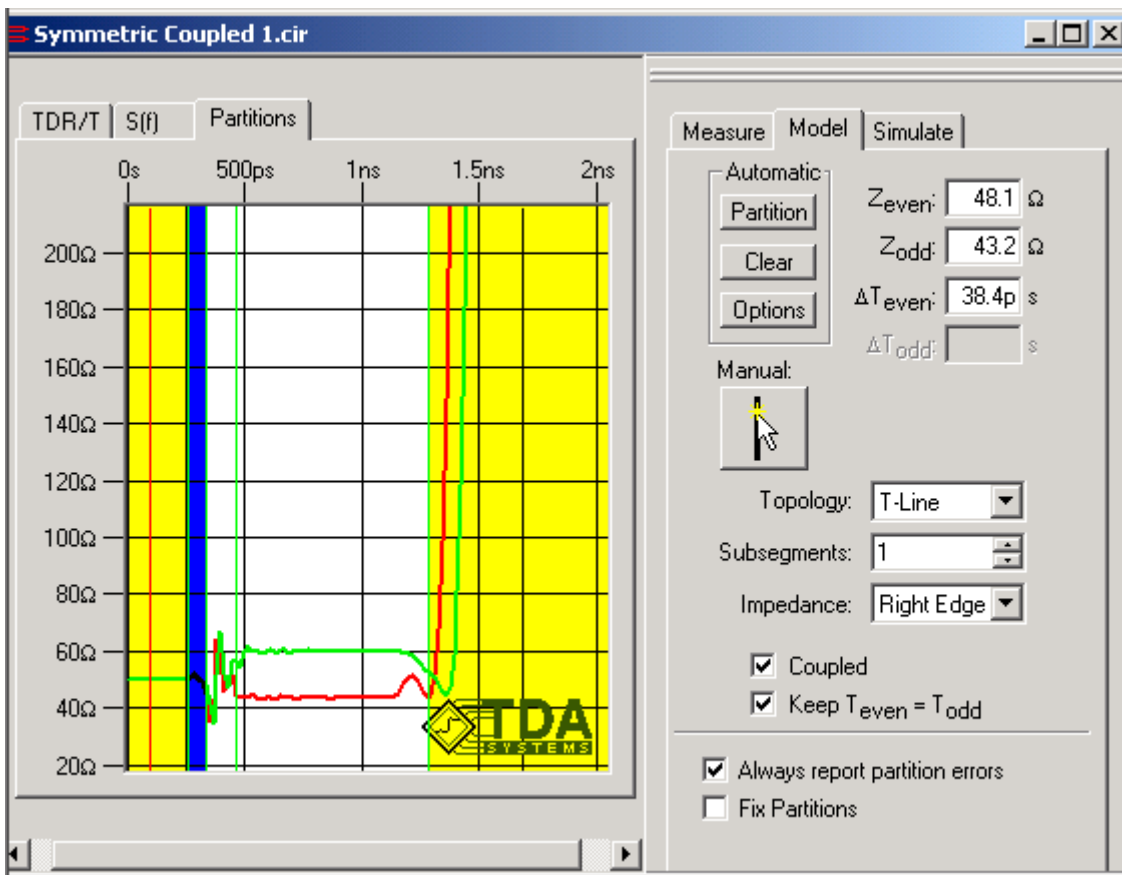 Symmetric Coupled 1.cir
TDR/T S(f) Partitions
0s 500ps 1ns 1.5ns 2ns
200Ω
180Ω
160Ω
140Ω
120Ω
100Ω
80Ω
60Ω
40Ω
20Ω
TDA
SYSTEMS
Measure Model Simulate
Automatic
Partition
Clear
Options
Zeven: 48.1 Ω
Zodd: 43.2 Ω
ΔTeven: 38.4p s
ΔTodd: s
Manual:
Topology: T-Line
Subsegments: 1
Impedance: Right Edge
Coupled
Keep Teven = Todd
Always report partition errors
Fix Partitions